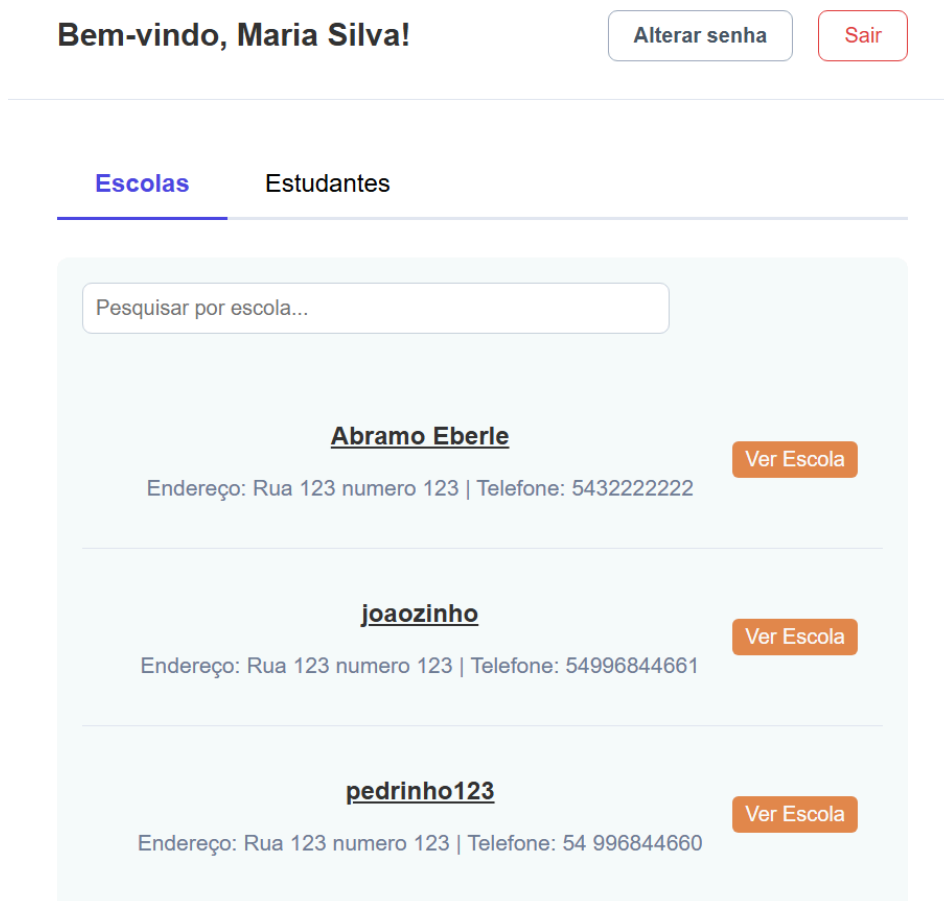 Bem-vindo, Maria Silva!
Alterar senha
Sair
Escolas
Estudantes
Pesquisar por escola...
Abramo Eberle
Endereço: Rua 123 numero 123 | Telefone: 5432222222
Ver Escola
joaozinho
Endereço: Rua 123 numero 123 | Telefone: 54996844661
Ver Escola
pedrinho123
Endereço: Rua 123 numero 123 | Telefone: 54 996844660
Ver Escola